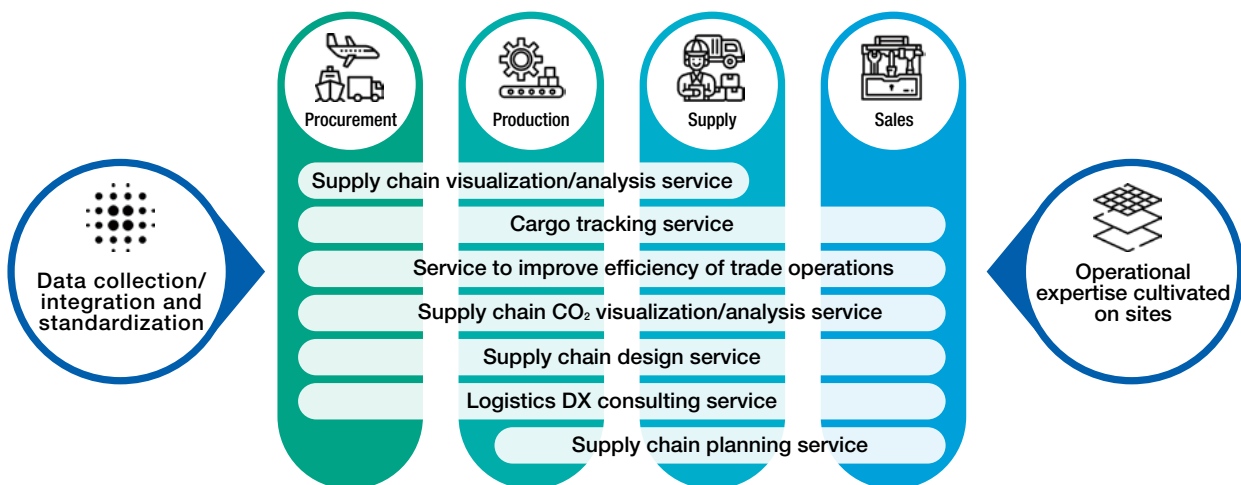 Procurement
Production
Supply
Sales
Supply chain visualization/analysis service
Cargo tracking service
Service to improve efficiency of trade operations
Supply chain CO₂ visualization/analysis service
Supply chain design service
Logistics DX consulting service
Supply chain planning service
Data collection/
integration and
standardization
Operational
expertise cultivated
on sites